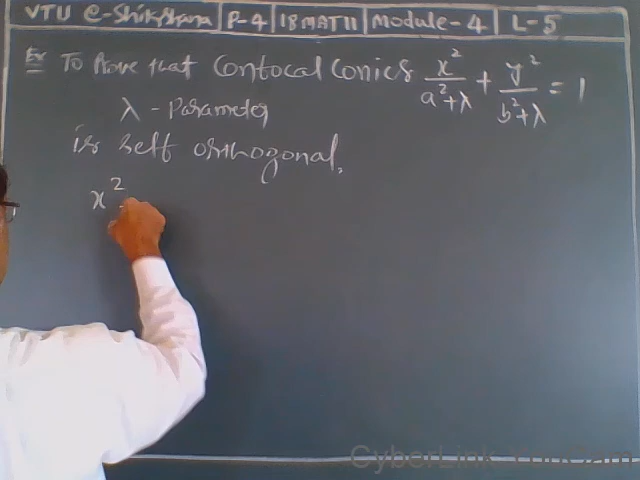 VTU e-Shikshana | P-4 | 18MAT11 | Module-4 | L-5
Ex To Prove that Confocal Conics x²/(a²+λ) + y²/(b²+λ) = 1
λ - Parameter
is self orthogonal.
x²
CyberLink YouCam